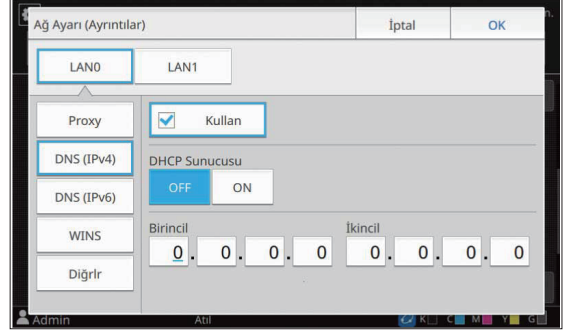 Ağ Ayarı (Ayrıntılar)
İptal
OK
LAN0
LAN1
Proxy
DNS (IPv4)
DNS (IPv6)
WINS
Diğrlr
Kullan
DHCP Sunucusu
OFF
ON
Birincil
İkincil
0 . 0 . 0 . 0
0 . 0 . 0 . 0
Admin
Atıl
K C M Y G